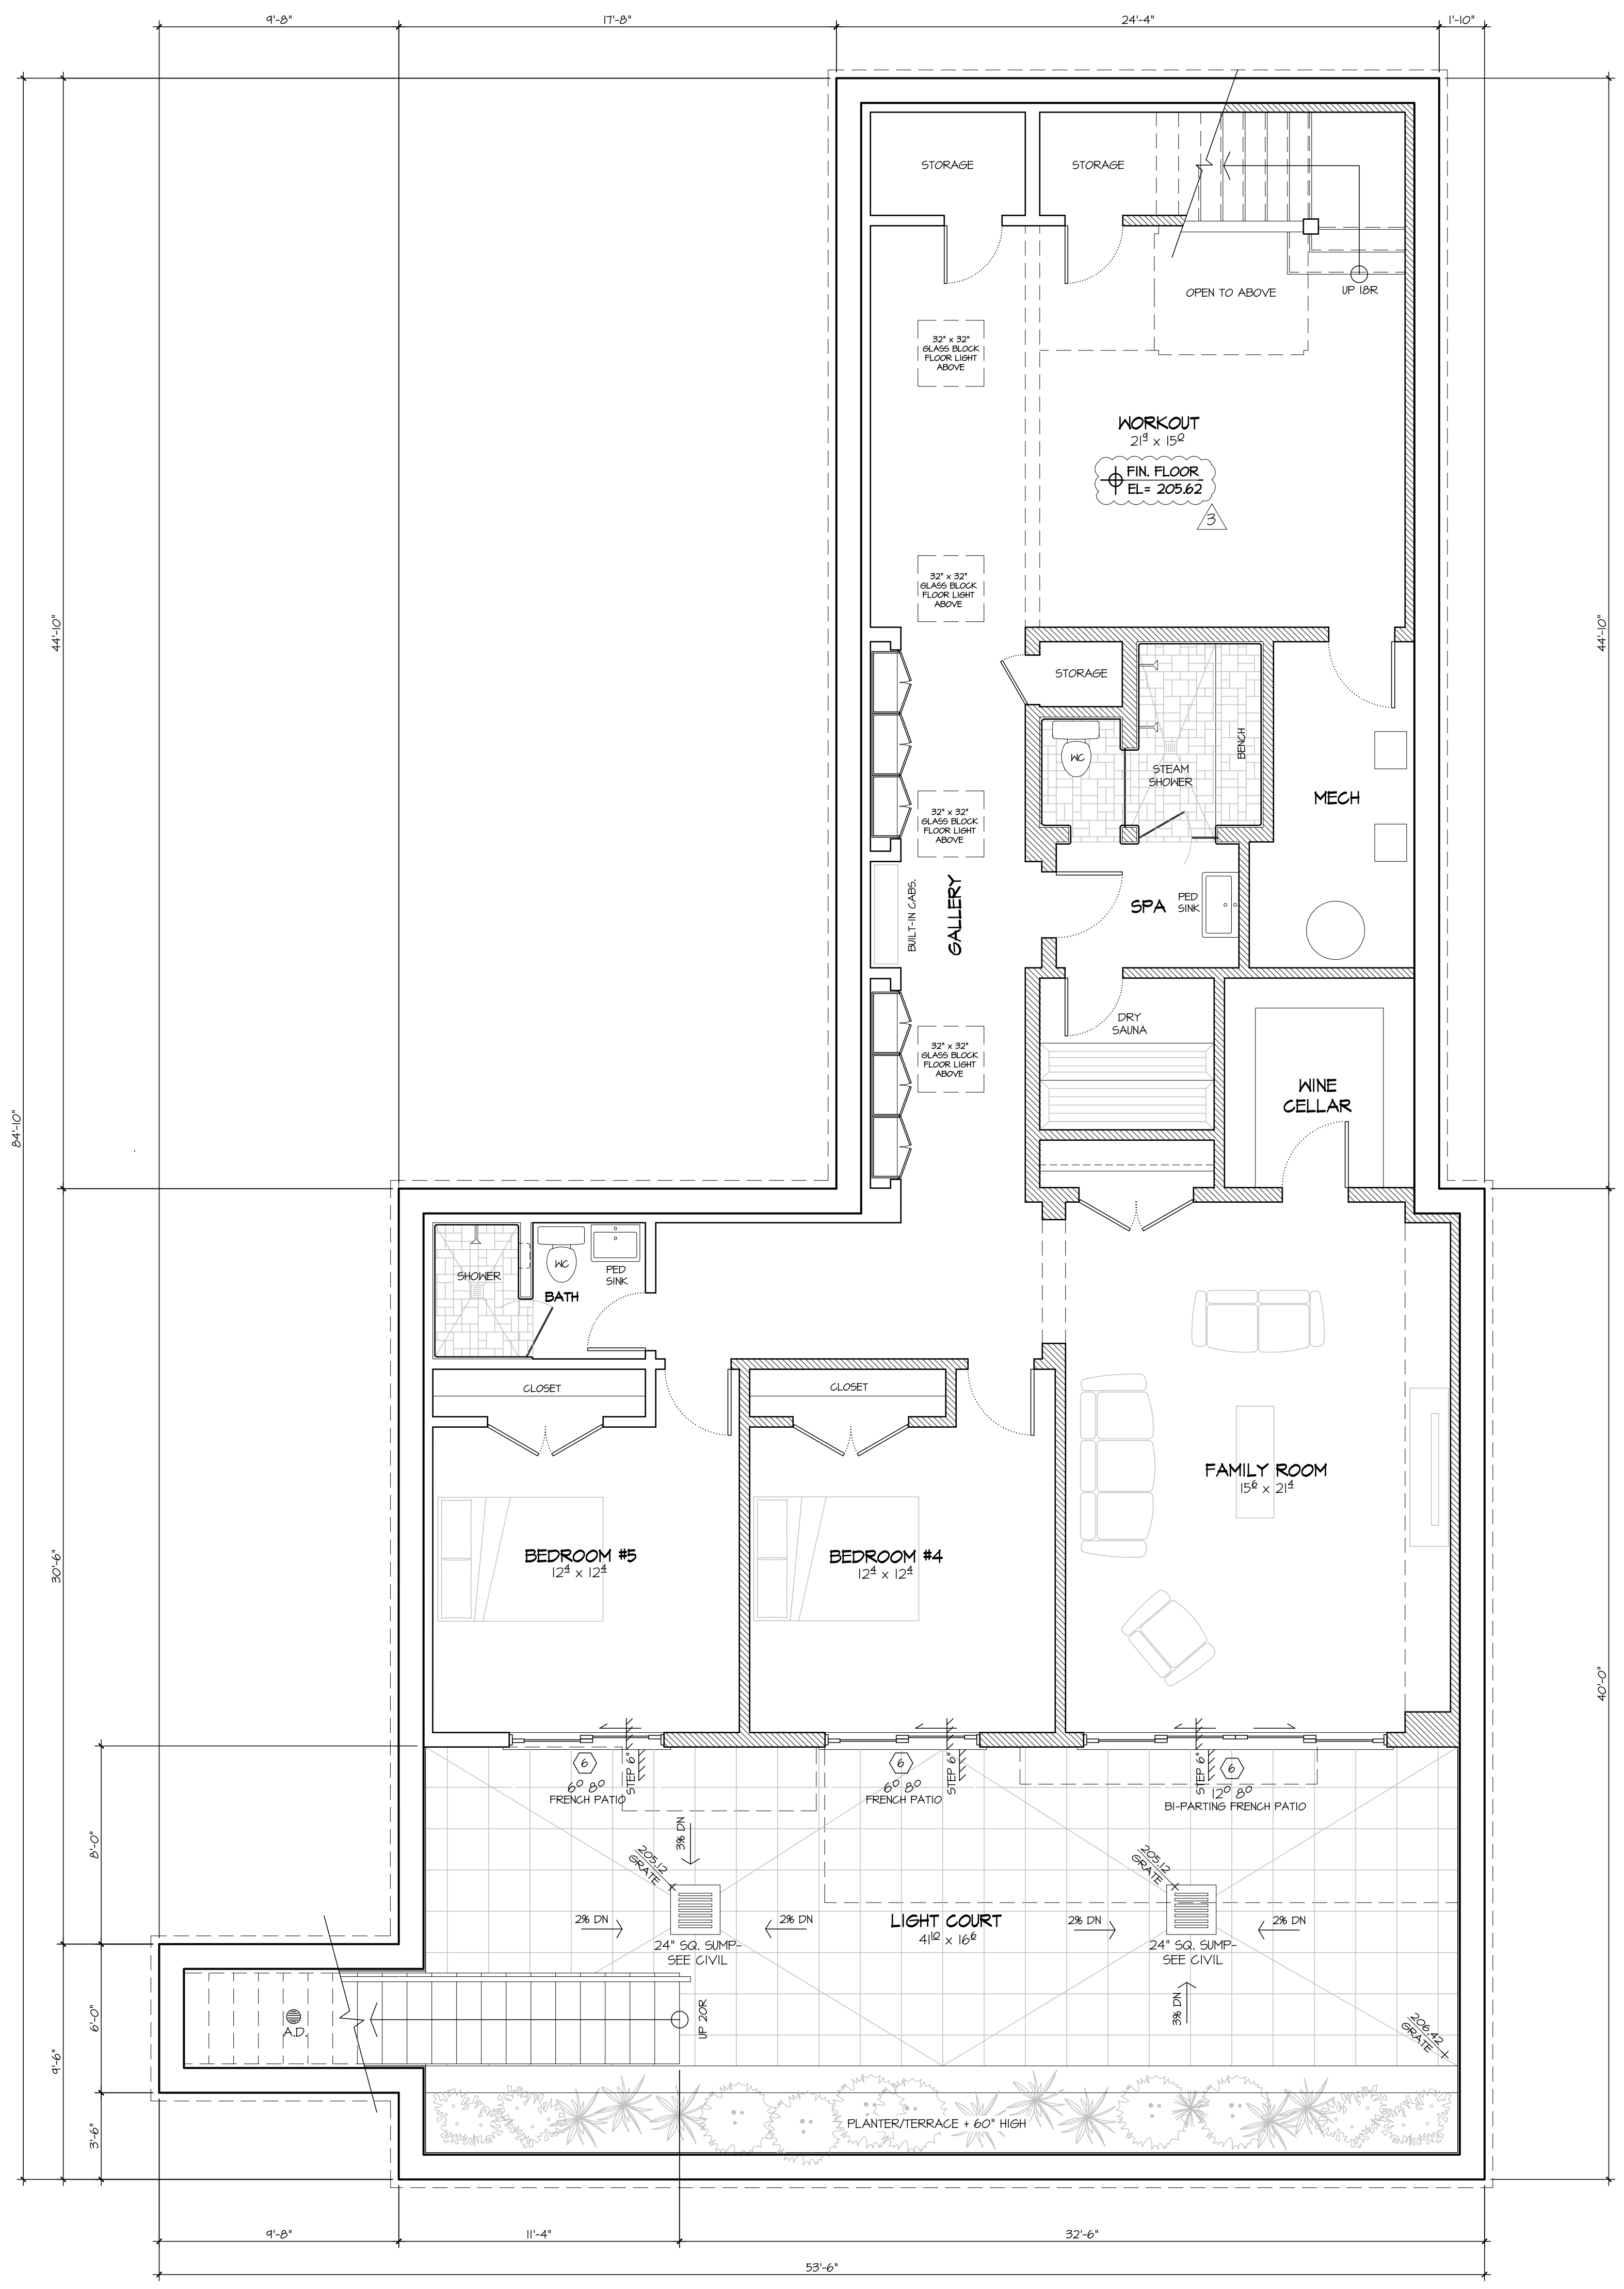 9'-8"
17'-8"
24'-4"
1'-10"
STORAGE
STORAGE
OPEN TO ABOVE
UP 18R
32" x 32"
GLASS BLOCK
FLOOR LIGHT
ABOVE
WORKOUT
21⁹ x 15⁰
FIN. FLOOR
EL= 205.62
3
32" x 32"
GLASS BLOCK
FLOOR LIGHT
ABOVE
44'-10"
44'-10"
STORAGE
WC
STEAM
SHOWER
BENCH
MECH
32" x 32"
GLASS BLOCK
FLOOR LIGHT
ABOVE
BUILT-IN CABS.
GALLERY
SPA
PED
SINK
DRY
SAUNA
32" x 32"
GLASS BLOCK
FLOOR LIGHT
ABOVE
WINE
CELLAR
84'-10"
SHOWER
WC
PED
SINK
BATH
CLOSET
CLOSET
FAMILY ROOM
15⁶ x 21⁴
BEDROOM #5
12⁴ x 12⁴
BEDROOM #4
12⁴ x 12⁴
30'-6"
40'-0"
6
6⁰ 8⁰
FRENCH PATIO
STEP 6"
6
6⁰ 8⁰
FRENCH PATIO
STEP 6"
STEP 6"
6
12⁰ 8⁰
BI-PARTING FRENCH PATIO
8'-0"
3% DN
205.12
GRATE
205.12
GRATE
2% DN
2% DN
LIGHT COURT
41¹⁰ x 16⁶
2% DN
2% DN
24" SQ. SUMP-
SEE CIVIL
24" SQ. SUMP-
SEE CIVIL
3% DN
206.42
GRATE
A.D.
UP 20R
6'-0"
9'-6"
3'-6"
PLANTER/TERRACE + 60" HIGH
9'-8"
11'-4"
32'-6"
53'-6"